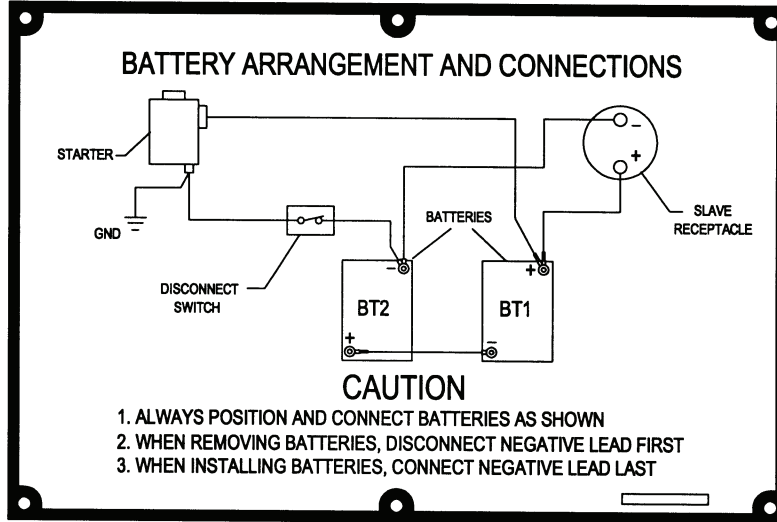 BATTERY ARRANGEMENT AND CONNECTIONS
STARTER
GND
DISCONNECT
SWITCH
BATTERIES
SLAVE
RECEPTACLE
−
+
−
BT2
+
+
BT1
−
CAUTION
1. ALWAYS POSITION AND CONNECT BATTERIES AS SHOWN
2. WHEN REMOVING BATTERIES, DISCONNECT NEGATIVE LEAD FIRST
3. WHEN INSTALLING BATTERIES, CONNECT NEGATIVE LEAD LAST